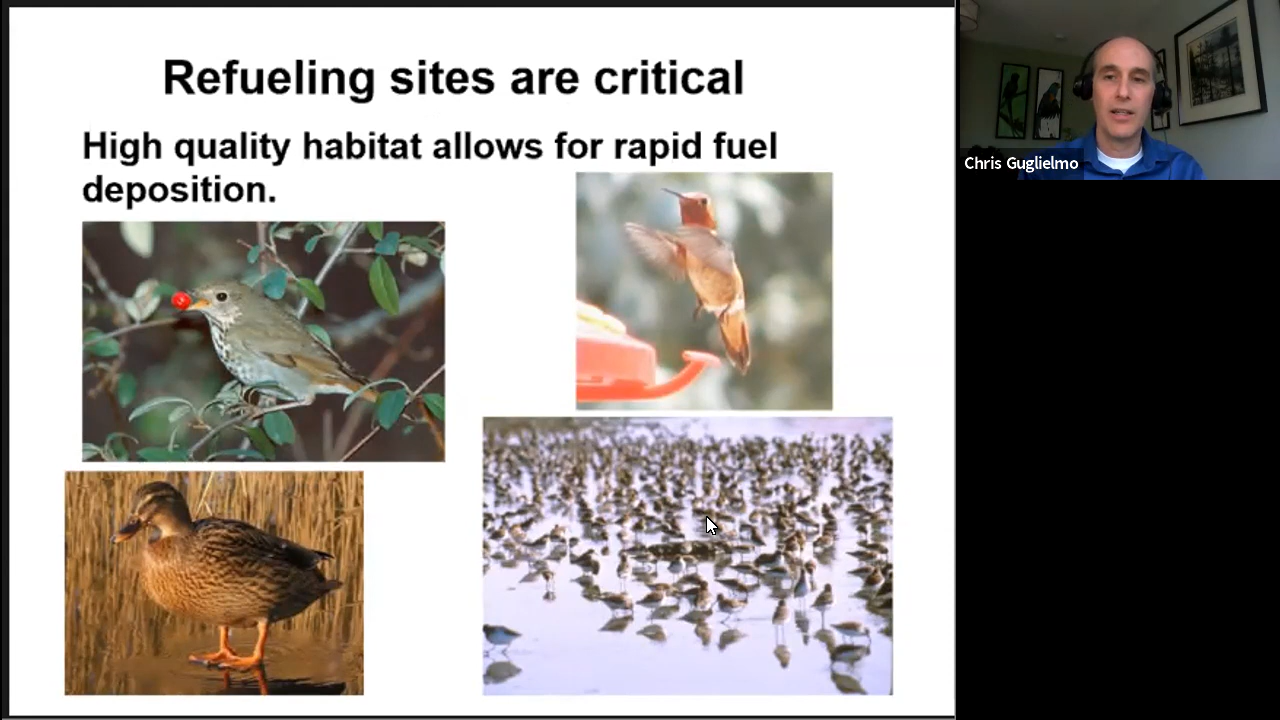 Refueling sites are critical
High quality habitat allows for rapid fuel
deposition.
Chris Guglielmo